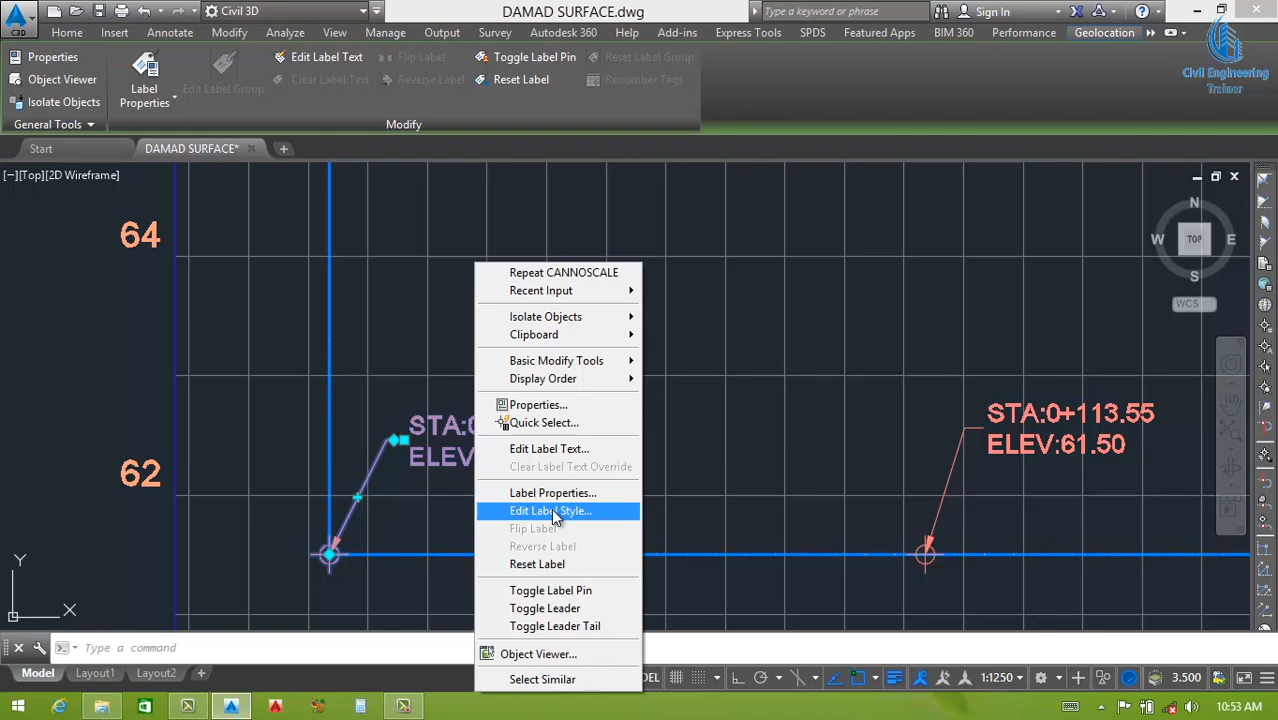 C3D
Civil 3D
DAMAD SURFACE.dwg
Type a keyword or phrase
Sign In
Home Insert Annotate Modify Analyze View Manage Output Survey Autodesk 360 Help Add-ins Express Tools SPDS Featured Apps BIM 360 Performance Geolocation
Properties
Object Viewer
Isolate Objects
General Tools
Label
Properties
Edit Label Group
Edit Label Text
Clear Label Text
Flip Label
Reverse Label
Toggle Label Pin
Reset Label
Reset Label Group
Renumber Tags
Modify
Civil Engineering
Trainer
Start
DAMAD SURFACE*
[−][Top][2D Wireframe]
64
62
N
W TOP E
S
WCS
STA:0
ELEV
STA:0+113.55
ELEV:61.50
Repeat CANNOSCALE
Recent Input
Isolate Objects
Clipboard
Basic Modify Tools
Display Order
Properties...
Quick Select...
Edit Label Text...
Clear Label Text Override
Label Properties...
Edit Label Style...
Flip Label
Reverse Label
Reset Label
Toggle Label Pin
Toggle Leader
Toggle Leader Tail
Object Viewer...
Select Similar
Y
X
Type a command
Model Layout1 Layout2
DEL
1:1250
3.500
10:53 AM